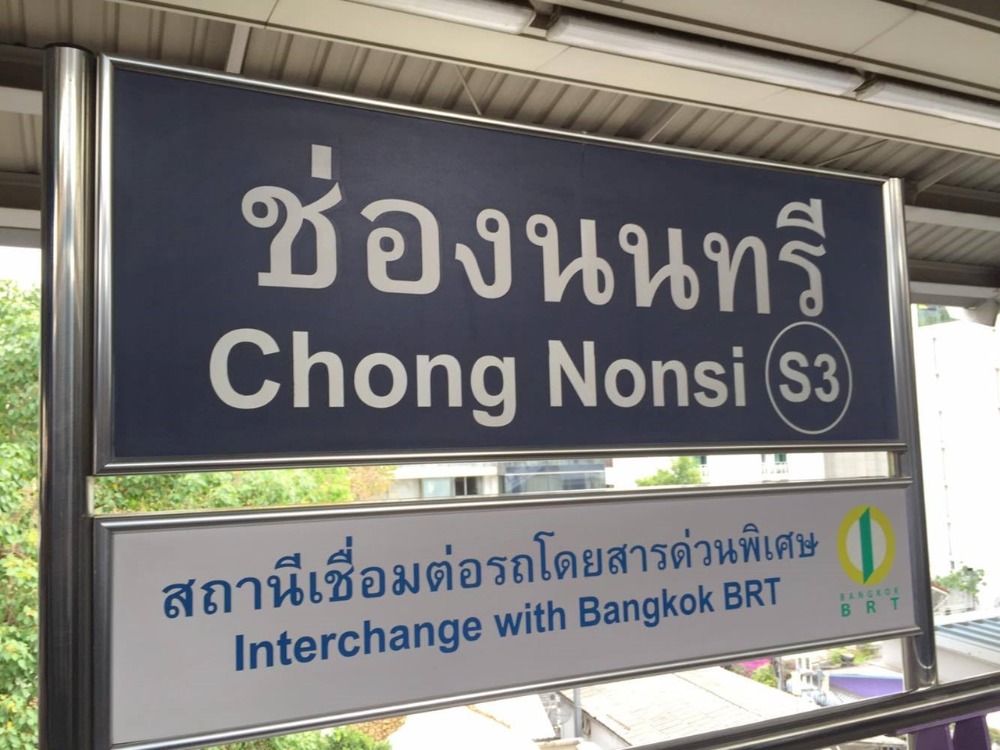 ช่องนนทรี
Chong Nonsi S3
สถานีเชื่อมต่อรถโดยสารด่วนพิเศษ
Interchange with Bangkok BRT
BANGKOK
BRT